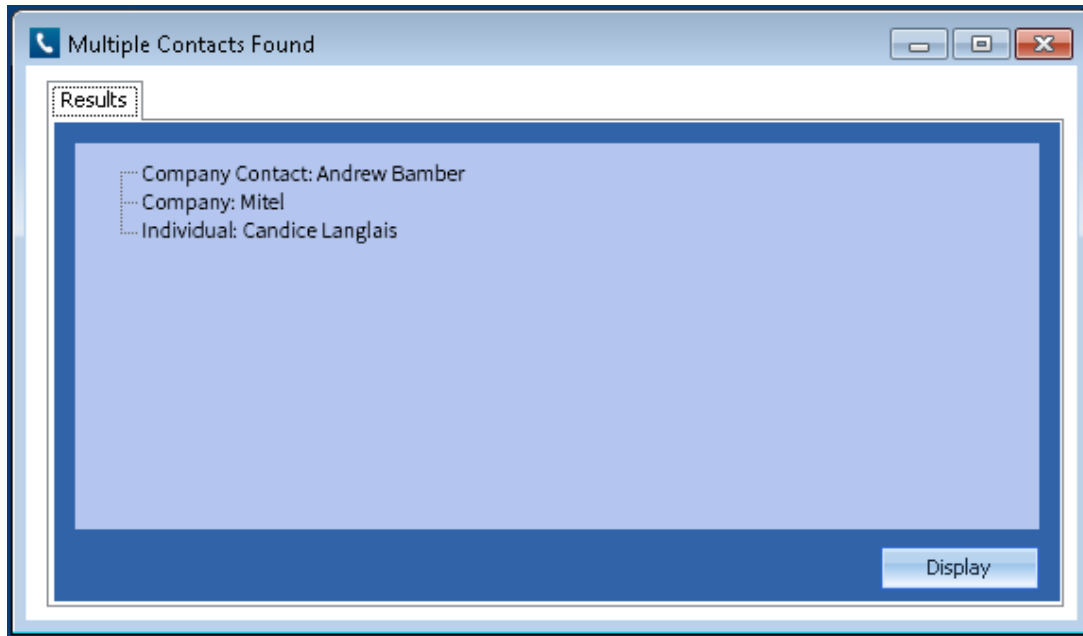 Multiple Contacts Found
Results
Company Contact: Andrew Bamber
Company: Mitel
Individual: Candice Langlais
Display